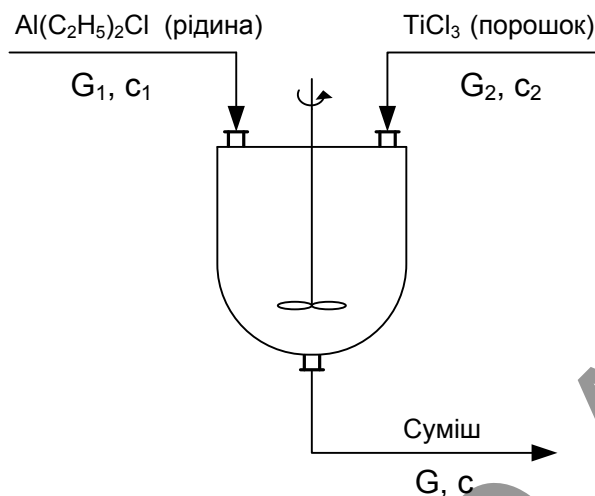 Al(C₂H₅)₂Cl (рідина)
TiCl₃ (порошок)
G₁, c₁
G₂, c₂
Суміш
G, c